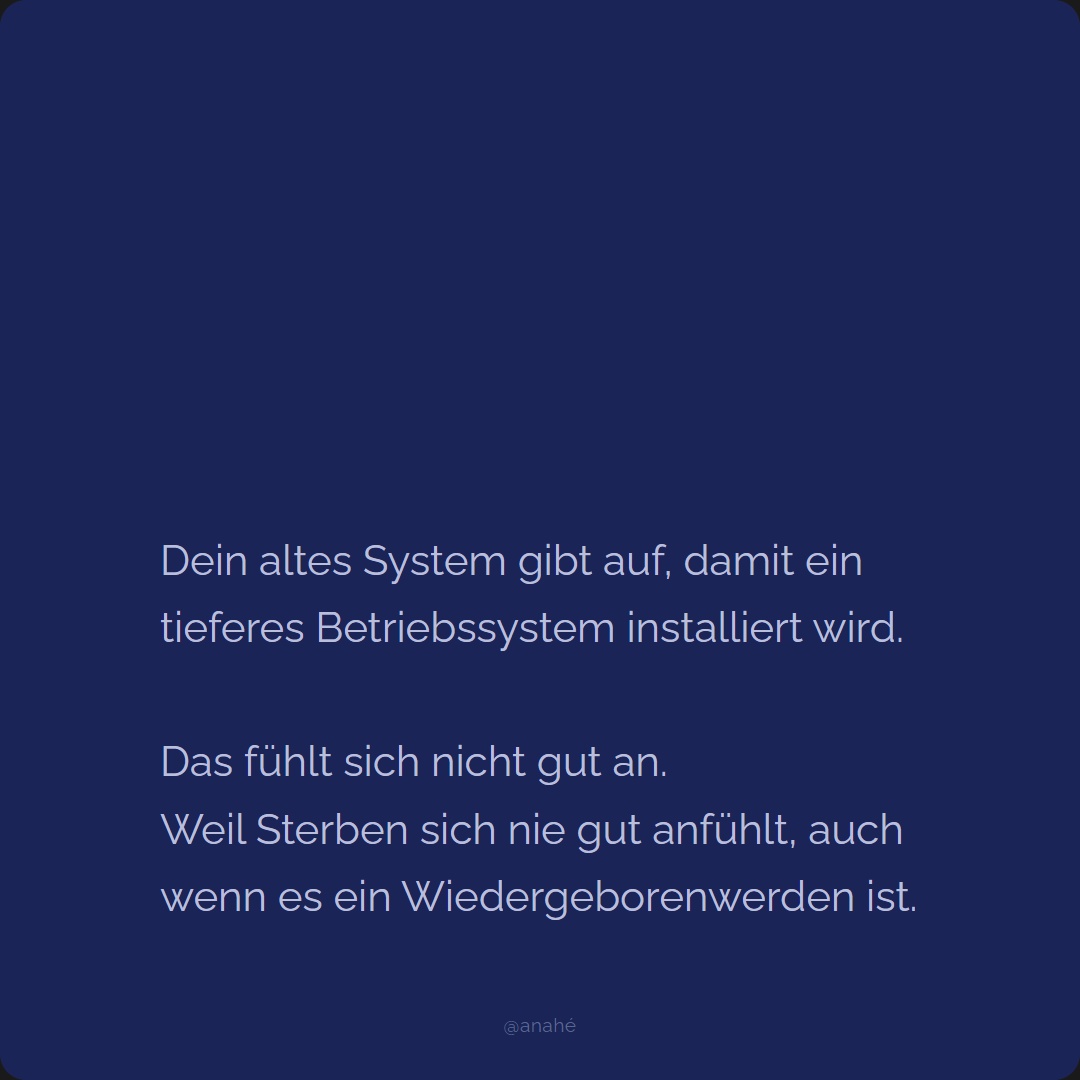 Dein altes System gibt auf, damit ein
tieferes Betriebssystem installiert wird.
Das fühlt sich nicht gut an.
Weil Sterben sich nie gut anfühlt, auch
wenn es ein Wiedergeborenwerden ist.
@anahé